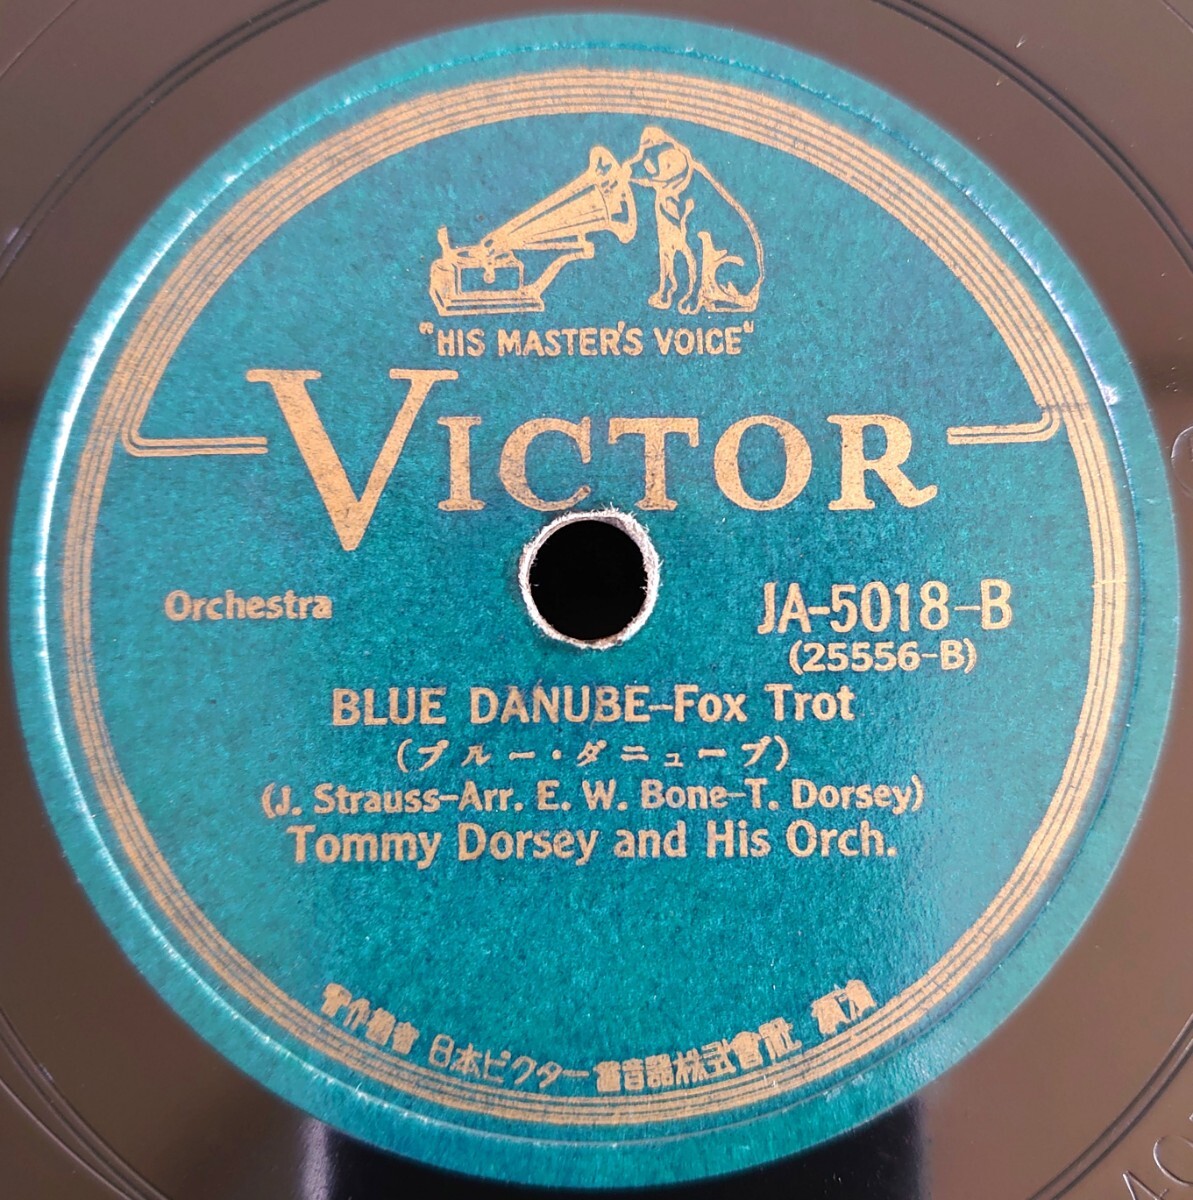 "HIS MASTER'S VOICE"
VICTOR
Orchestra
JA-5018-B
(25556-B)
BLUE DANUBE–Fox Trot
(ブルー・ダニューブ)
(J. Strauss–Arr. E. W. Bone–T. Dorsey)
Tommy Dorsey and His Orch.
日本ビクター蓄音器株式會社 横濱